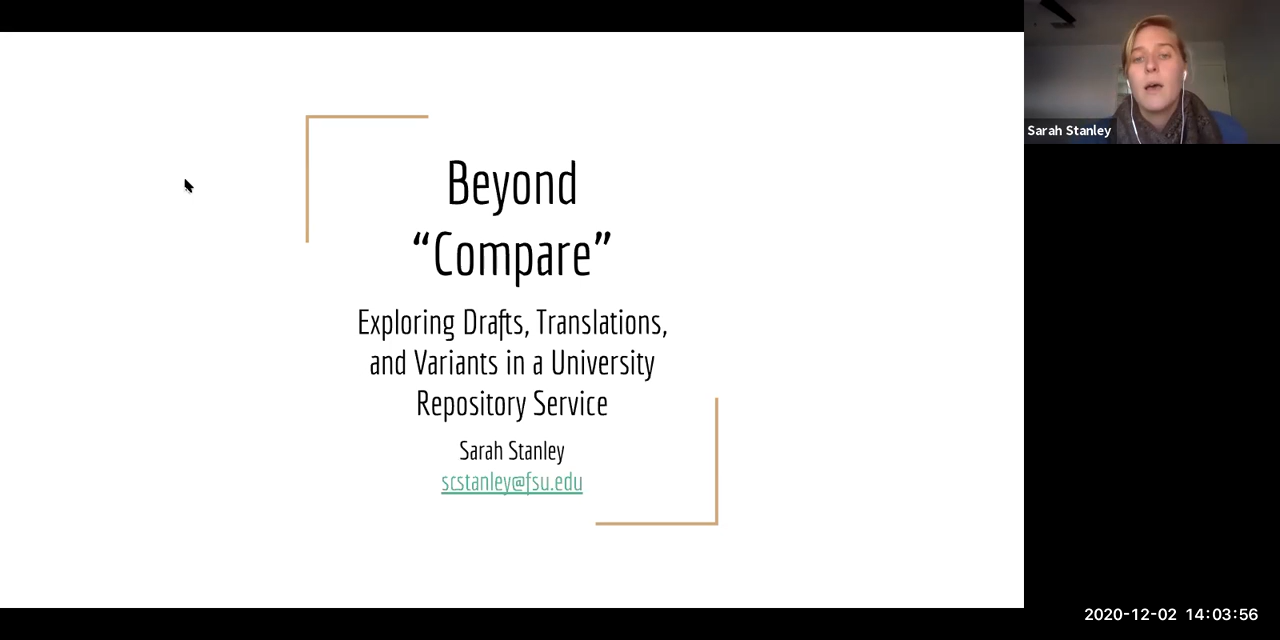 Beyond
“Compare”
Exploring Drafts, Translations,
and Variants in a University
Repository Service
Sarah Stanley
scstanley@fsu.edu
Sarah Stanley
2020-12-02 14:03:56